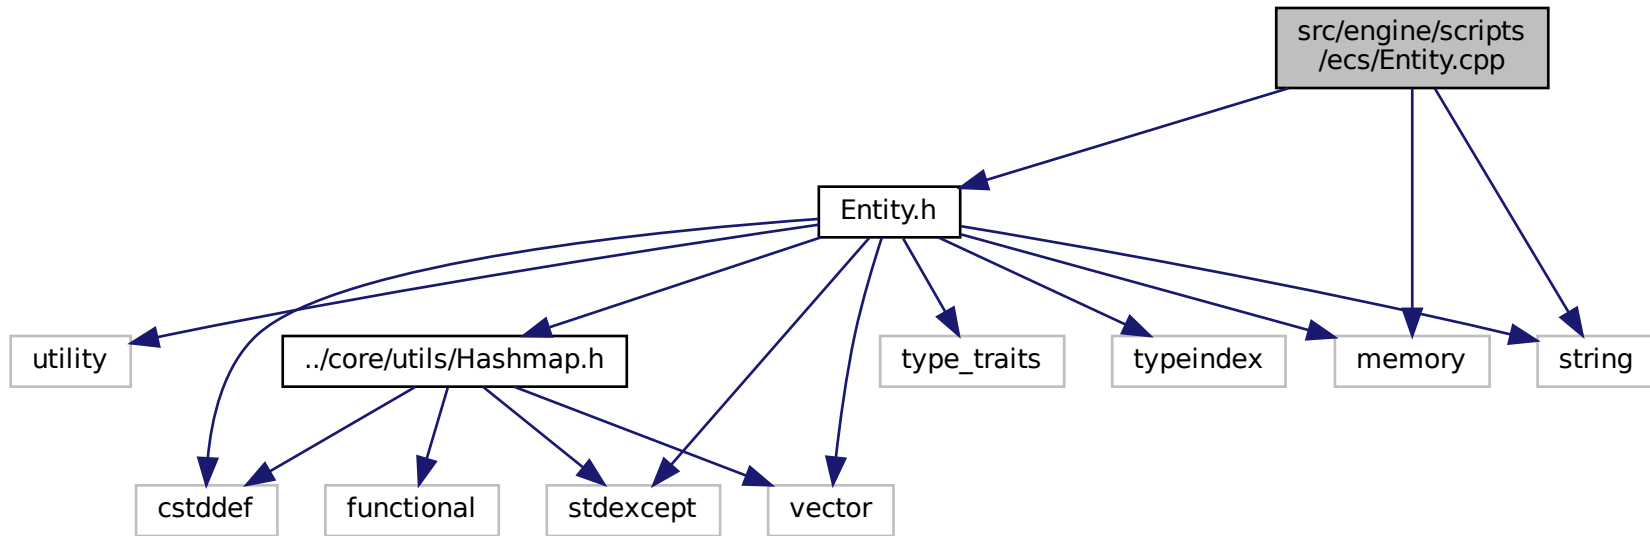 src/engine/scripts
/ecs/Entity.cpp
Entity.h
utility
../core/utils/Hashmap.h
type_traits
typeindex
memory
string
cstddef
functional
stdexcept
vector